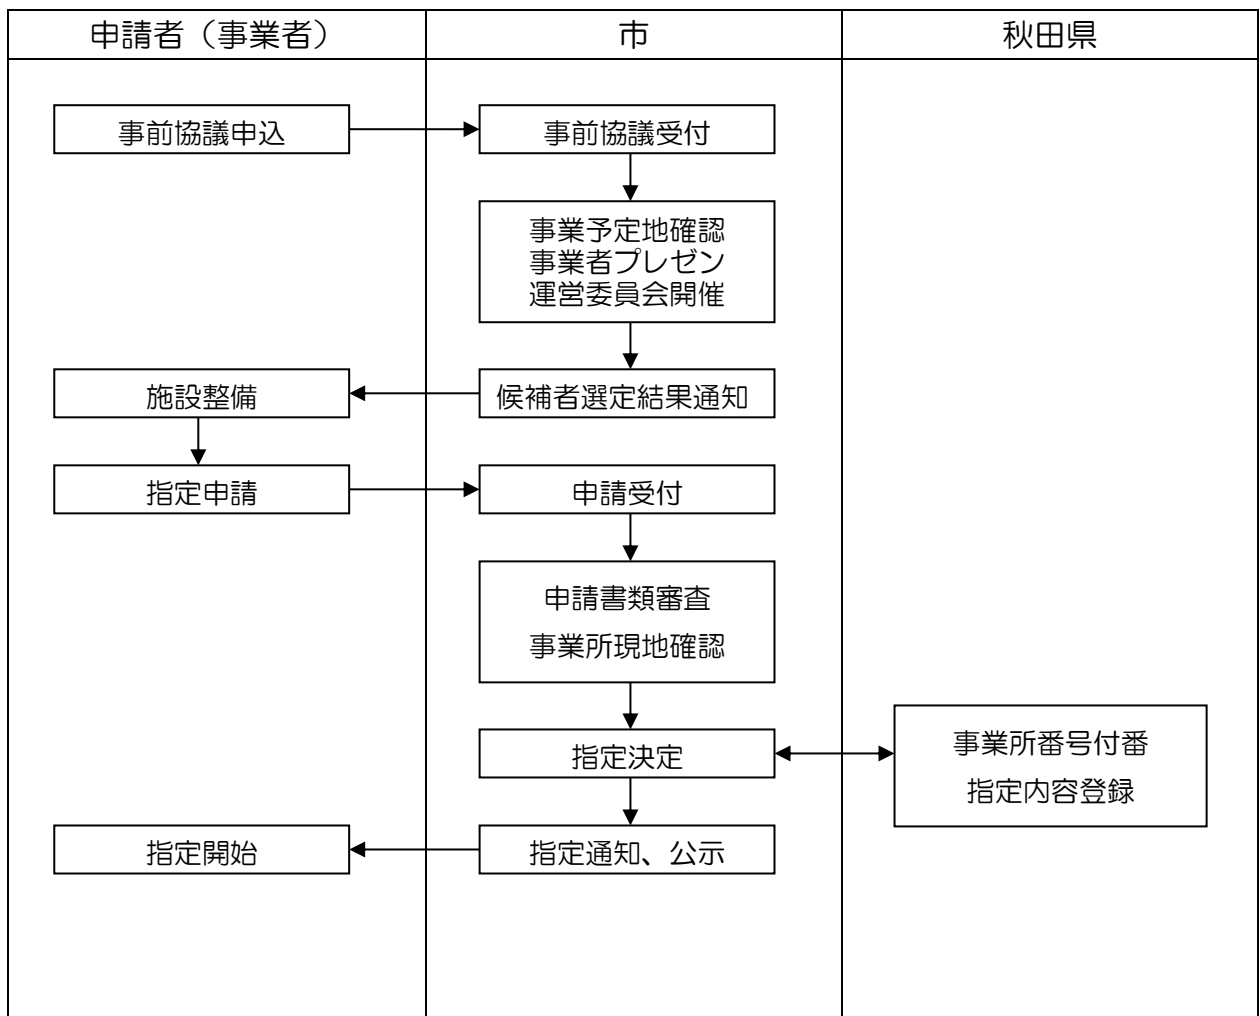 申請者（事業者）
市
秋田県
事前協議申込
事前協議受付
事業予定地確認
事業者プレゼン
運営委員会開催
施設整備
候補者選定結果通知
指定申請
申請受付
申請書類審査
事業所現地確認
指定決定
事業所番号付番
指定内容登録
指定開始
指定通知、公示